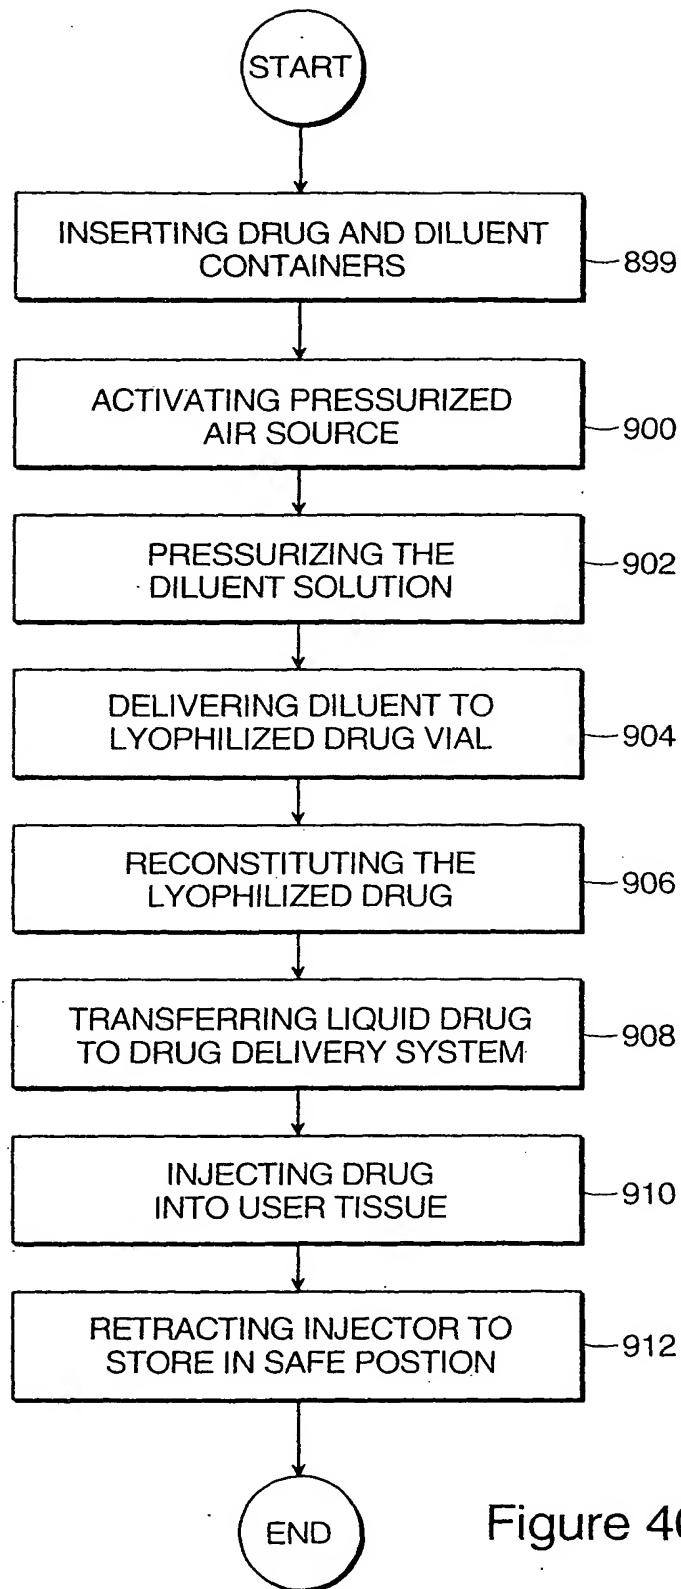 START
INSERTING DRUG AND DILUENT
CONTAINERS
899
ACTIVATING PRESSURIZED
AIR SOURCE
900
PRESSURIZING THE
DILUENT SOLUTION
902
DELIVERING DILUENT TO
LYOPHILIZED DRUG VIAL
904
RECONSTITUTING THE
LYOPHILIZED DRUG
906
TRANSFERRING LIQUID DRUG
TO DRUG DELIVERY SYSTEM
908
INJECTING DRUG
INTO USER TISSUE
910
RETRACTING INJECTOR TO
STORE IN SAFE POSTION
912
END
Figure